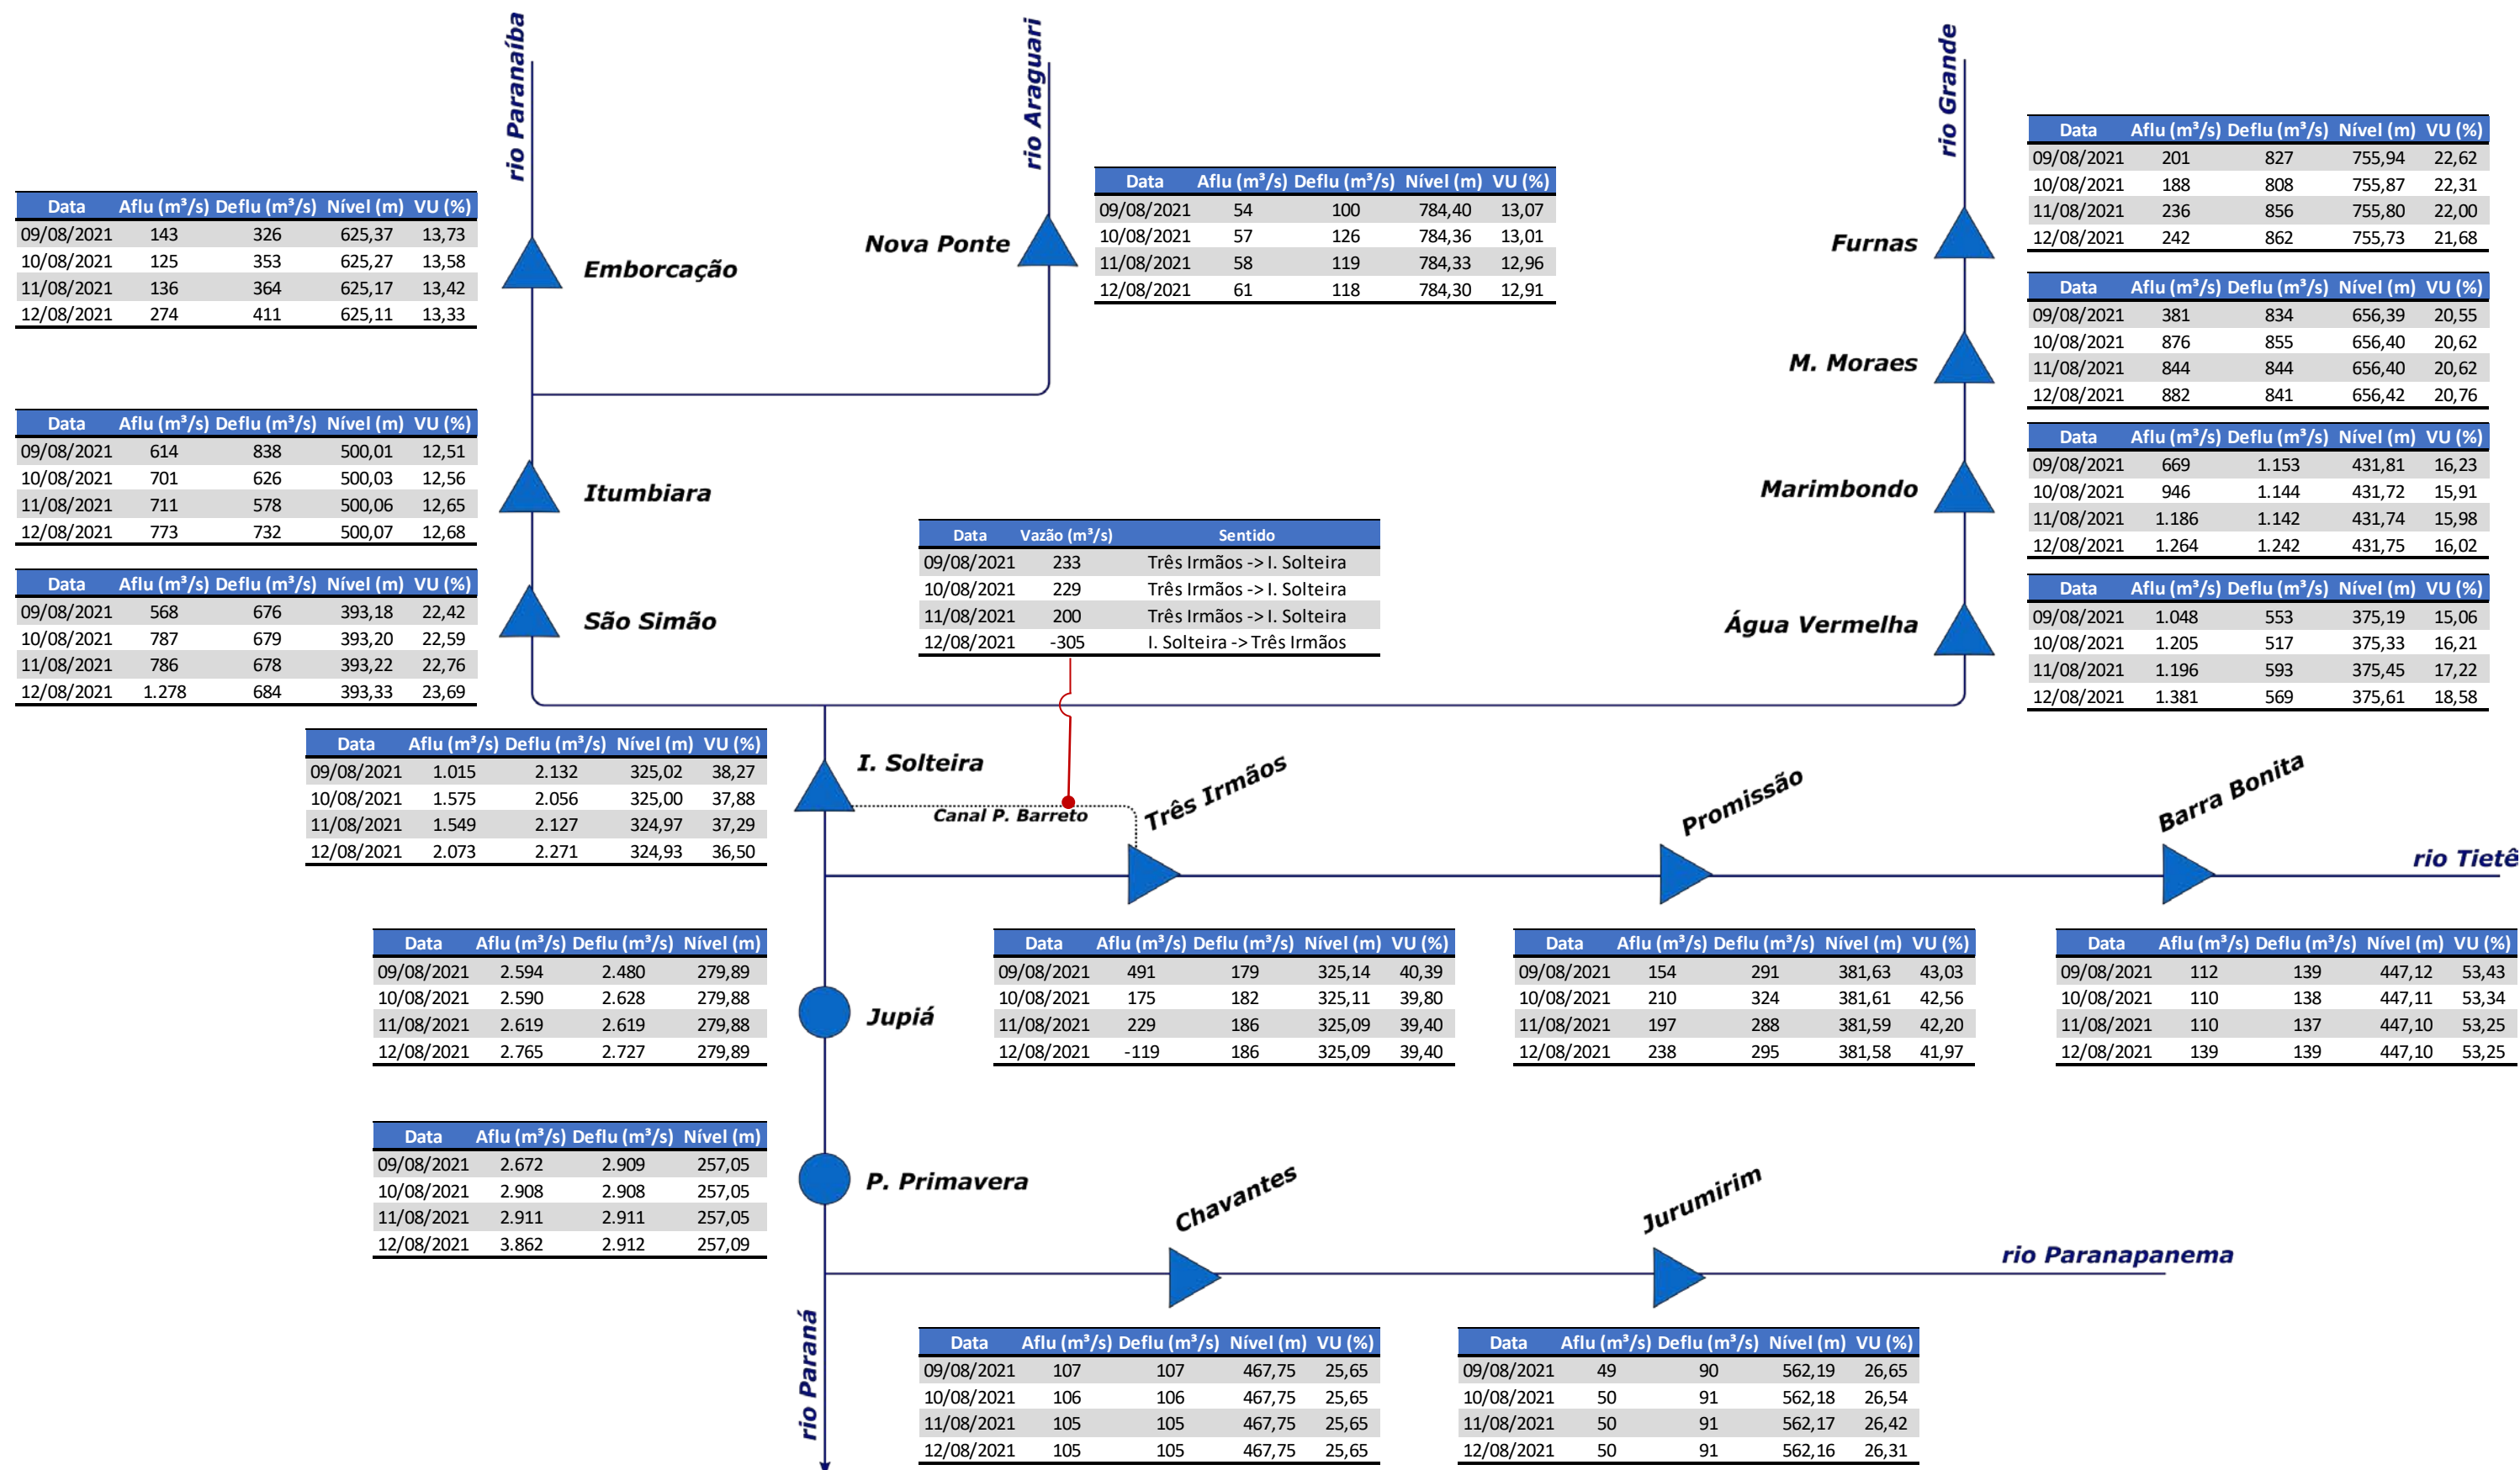 rio Paranaíba
rio Araguari
rio Grande
Data Aflu (m³/s) Deflu (m³/s) Nível (m) VU (%)
09/08/2021 143 326 625,37 13,73
10/08/2021 125 353 625,27 13,58
11/08/2021 136 364 625,17 13,42
12/08/2021 274 411 625,11 13,33
Emborcação
Nova Ponte
Data Aflu (m³/s) Deflu (m³/s) Nível (m) VU (%)
09/08/2021 54 100 784,40 13,07
10/08/2021 57 126 784,36 13,01
11/08/2021 58 119 784,33 12,96
12/08/2021 61 118 784,30 12,91
Furnas
Data Aflu (m³/s) Deflu (m³/s) Nível (m) VU (%)
09/08/2021 201 827 755,94 22,62
10/08/2021 188 808 755,87 22,31
11/08/2021 236 856 755,80 22,00
12/08/2021 242 862 755,73 21,68
M. Moraes
Data Aflu (m³/s) Deflu (m³/s) Nível (m) VU (%)
09/08/2021 381 834 656,39 20,55
10/08/2021 876 855 656,40 20,62
11/08/2021 844 844 656,40 20,62
12/08/2021 882 841 656,42 20,76
Data Aflu (m³/s) Deflu (m³/s) Nível (m) VU (%)
09/08/2021 614 838 500,01 12,51
10/08/2021 701 626 500,03 12,56
11/08/2021 711 578 500,06 12,65
12/08/2021 773 732 500,07 12,68
Itumbiara
Marimbondo
Data Aflu (m³/s) Deflu (m³/s) Nível (m) VU (%)
09/08/2021 669 1.153 431,81 16,23
10/08/2021 946 1.144 431,72 15,91
11/08/2021 1.186 1.142 431,74 15,98
12/08/2021 1.264 1.242 431,75 16,02
Data Vazão (m³/s) Sentido
09/08/2021 233 Três Irmãos -> I. Solteira
10/08/2021 229 Três Irmãos -> I. Solteira
11/08/2021 200 Três Irmãos -> I. Solteira
12/08/2021 -305 I. Solteira -> Três Irmãos
Data Aflu (m³/s) Deflu (m³/s) Nível (m) VU (%)
09/08/2021 568 676 393,18 22,42
10/08/2021 787 679 393,20 22,59
11/08/2021 786 678 393,22 22,76
12/08/2021 1.278 684 393,33 23,69
São Simão
Água Vermelha
Data Aflu (m³/s) Deflu (m³/s) Nível (m) VU (%)
09/08/2021 1.048 553 375,19 15,06
10/08/2021 1.205 517 375,33 16,21
11/08/2021 1.196 593 375,45 17,22
12/08/2021 1.381 569 375,61 18,58
Data Aflu (m³/s) Deflu (m³/s) Nível (m) VU (%)
09/08/2021 1.015 2.132 325,02 38,27
10/08/2021 1.575 2.056 325,00 37,88
11/08/2021 1.549 2.127 324,97 37,29
12/08/2021 2.073 2.271 324,93 36,50
I. Solteira
Canal P. Barreto
Três Irmãos
Promissão
Barra Bonita
rio Tietê
Data Aflu (m³/s) Deflu (m³/s) Nível (m)
09/08/2021 2.594 2.480 279,89
10/08/2021 2.590 2.628 279,88
11/08/2021 2.619 2.619 279,88
12/08/2021 2.765 2.727 279,89
Jupiá
Data Aflu (m³/s) Deflu (m³/s) Nível (m) VU (%)
09/08/2021 491 179 325,14 40,39
10/08/2021 175 182 325,11 39,80
11/08/2021 229 186 325,09 39,40
12/08/2021 -119 186 325,09 39,40
Data Aflu (m³/s) Deflu (m³/s) Nível (m) VU (%)
09/08/2021 154 291 381,63 43,03
10/08/2021 210 324 381,61 42,56
11/08/2021 197 288 381,59 42,20
12/08/2021 238 295 381,58 41,97
Data Aflu (m³/s) Deflu (m³/s) Nível (m) VU (%)
09/08/2021 112 139 447,12 53,43
10/08/2021 110 138 447,11 53,34
11/08/2021 110 137 447,10 53,25
12/08/2021 139 139 447,10 53,25
Data Aflu (m³/s) Deflu (m³/s) Nível (m)
09/08/2021 2.672 2.909 257,05
10/08/2021 2.908 2.908 257,05
11/08/2021 2.911 2.911 257,05
12/08/2021 3.862 2.912 257,09
P. Primavera
Chavantes
Jurumirim
rio Paranapanema
rio Paraná
Data Aflu (m³/s) Deflu (m³/s) Nível (m) VU (%)
09/08/2021 107 107 467,75 25,65
10/08/2021 106 106 467,75 25,65
11/08/2021 105 105 467,75 25,65
12/08/2021 105 105 467,75 25,65
Data Aflu (m³/s) Deflu (m³/s) Nível (m) VU (%)
09/08/2021 49 90 562,19 26,65
10/08/2021 50 91 562,18 26,54
11/08/2021 50 91 562,17 26,42
12/08/2021 50 91 562,16 26,31